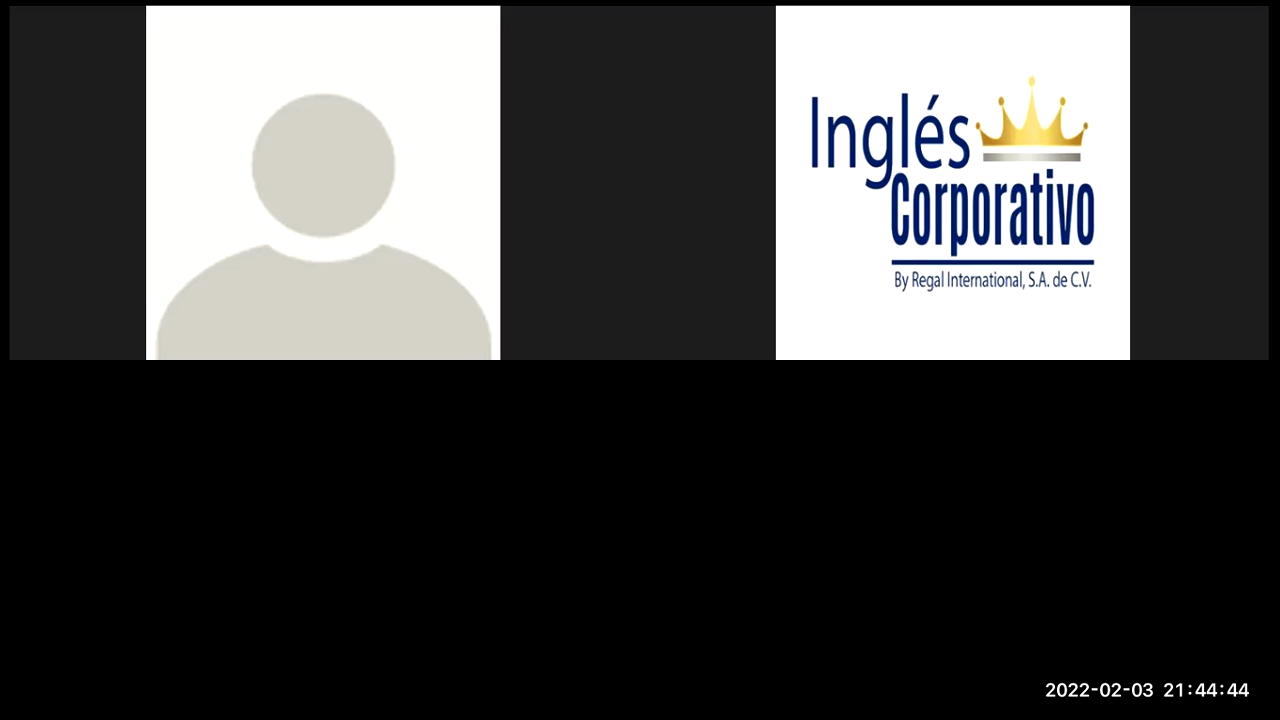 Inglés
Corporativo
By Regal International, S.A. de C.V.
2022-02-03 21:44:44